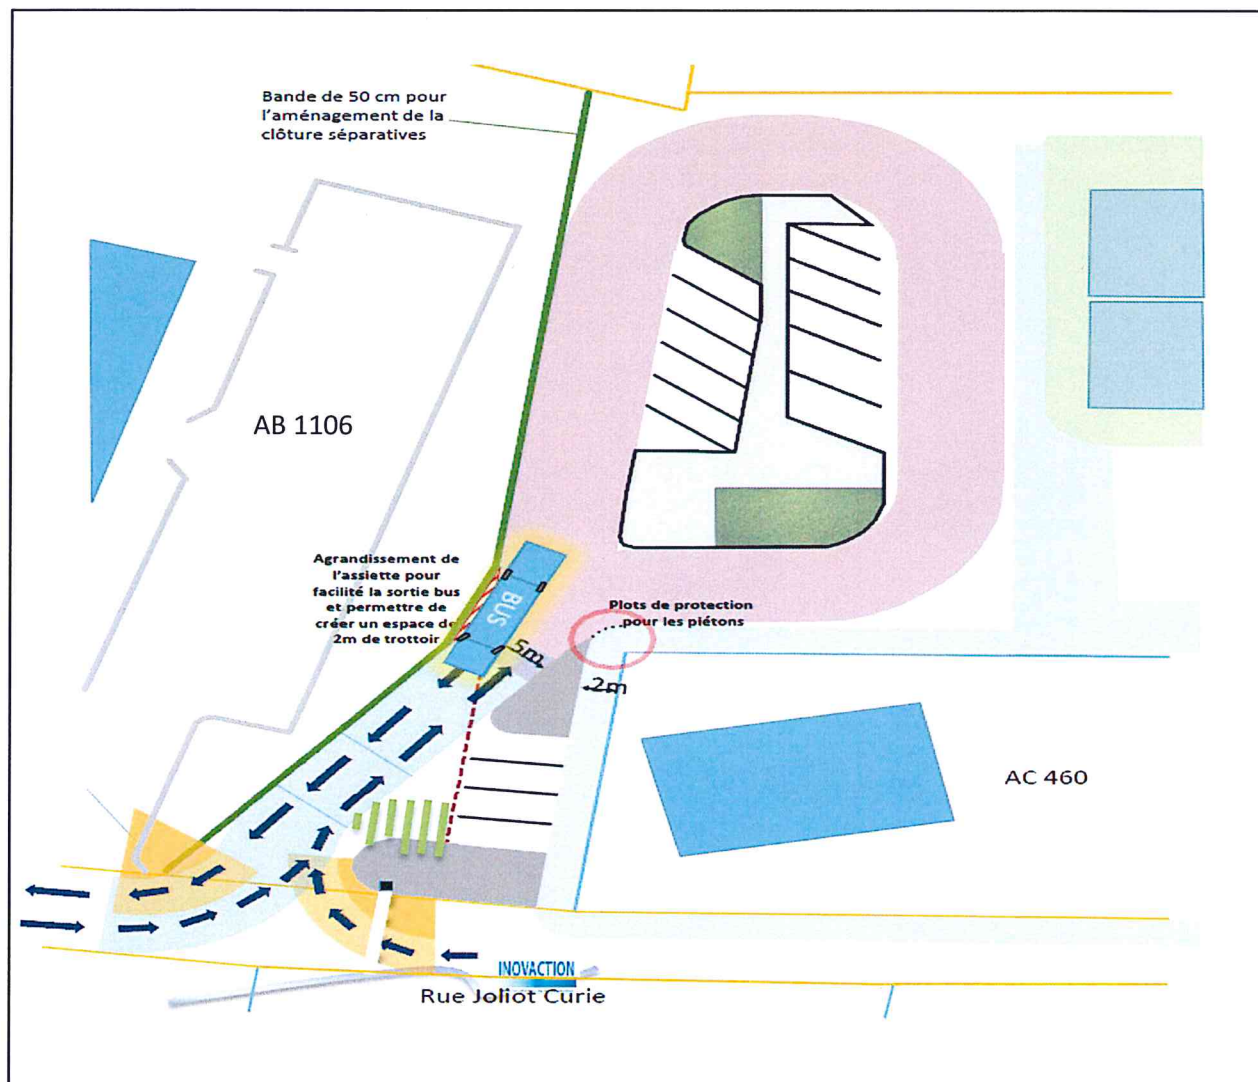 Bande de 50 cm pour
l'aménagement de la
clôture séparatives
AB 1106
Agrandissement de
l'assiette pour
facilité la sortie bus
et permettre de
créer un espace de
2m de trottoir
BUS
Plots de protection
pour les piétons
5m
2m
AC 460
INOVACTION
Rue Joliot Curie